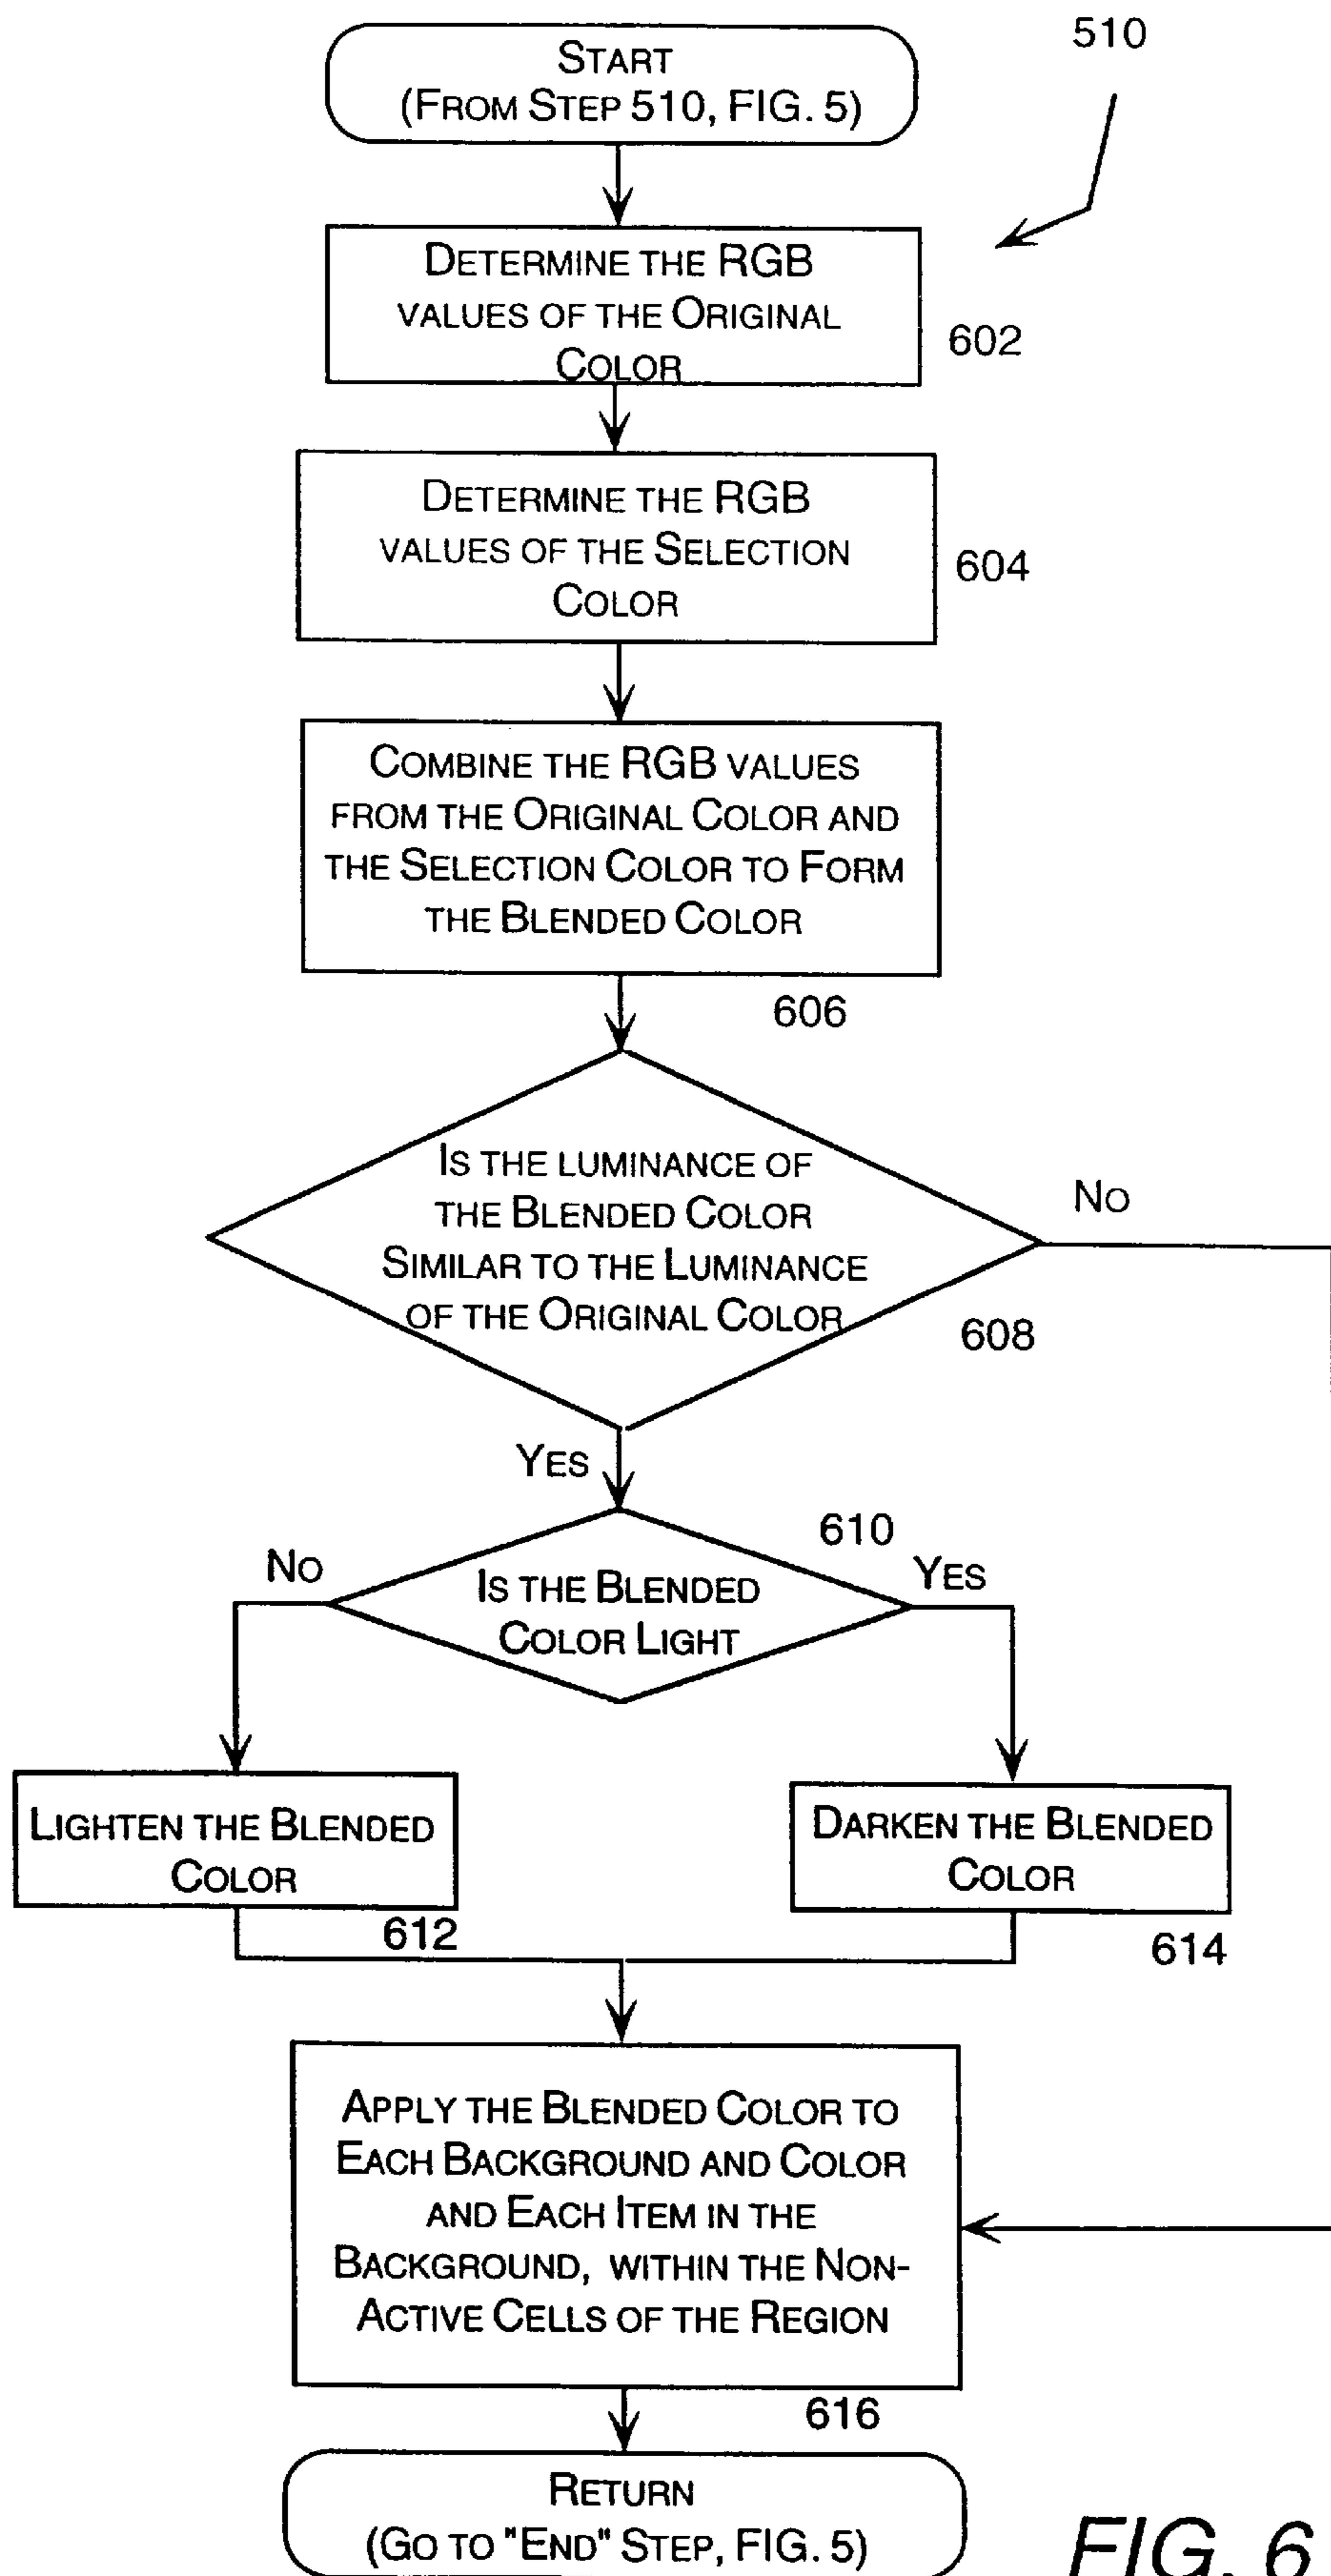 START
(FROM STEP 510, FIG. 5)
510
DETERMINE THE RGB
VALUES OF THE ORIGINAL
COLOR
602
DETERMINE THE RGB
VALUES OF THE SELECTION
COLOR
604
COMBINE THE RGB VALUES
FROM THE ORIGINAL COLOR AND
THE SELECTION COLOR TO FORM
THE BLENDED COLOR
606
IS THE LUMINANCE OF
THE BLENDED COLOR
SIMILAR TO THE LUMINANCE
OF THE ORIGINAL COLOR
NO
608
YES
610
NO
YES
IS THE BLENDED
COLOR LIGHT
LIGHTEN THE BLENDED
COLOR
612
DARKEN THE BLENDED
COLOR
614
APPLY THE BLENDED COLOR TO
EACH BACKGROUND AND COLOR
AND EACH ITEM IN THE
BACKGROUND, WITHIN THE NON-
ACTIVE CELLS OF THE REGION
616
RETURN
(GO TO "END" STEP, FIG. 5)
FIG. 6